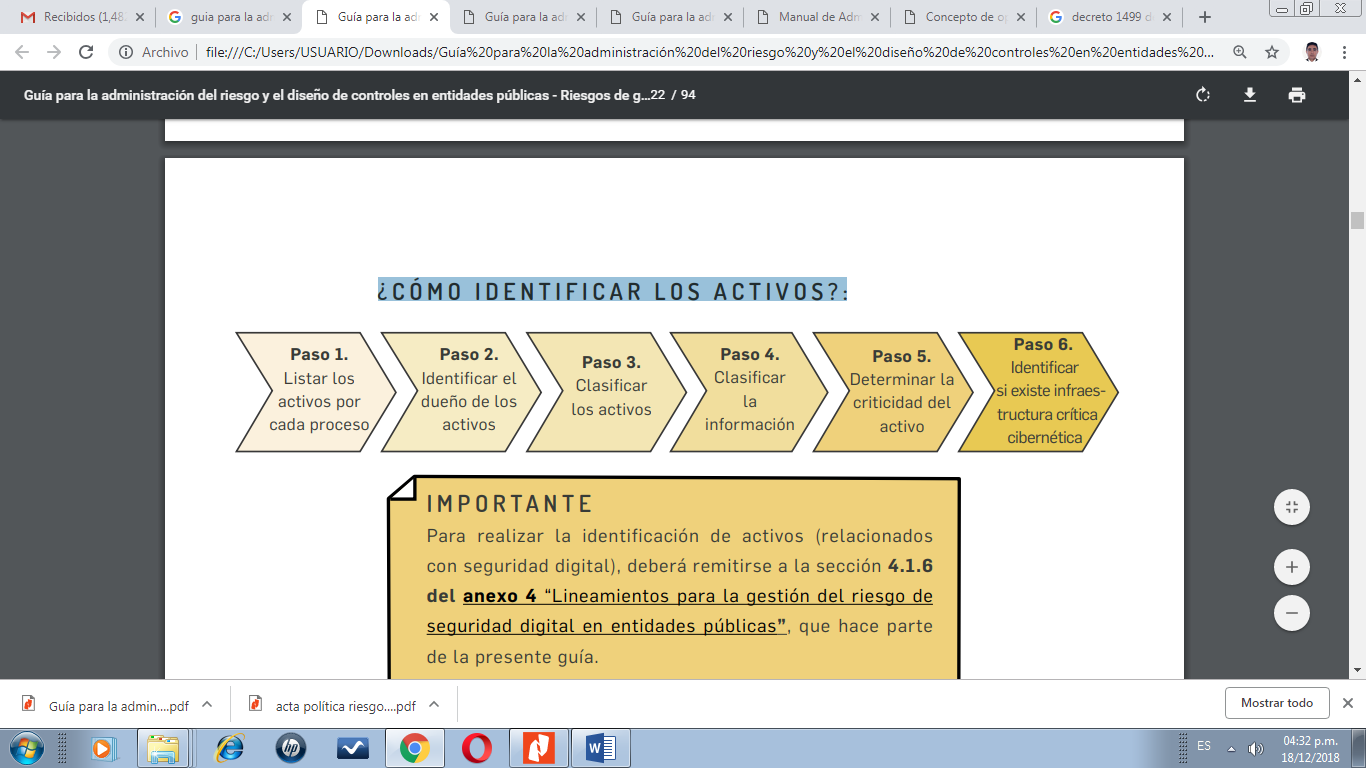 Recibidos (1,48
guia para la adm
Guía para la adm
Guía para la adm
Guía para la adm
Manual de Adm
Concepto de op
decreto 1499 d
Archivo
file:///C:/Users/USUARIO/Downloads/Guía%20para%20la%20administración%20del%20riesgo%20y%20el%20diseño%20de%20controles%20en%20entidades%20...
Guía para la administración del riesgo y el diseño de controles en entidades públicas - Riesgos de g...22 / 94
¿CÓMO IDENTIFICAR LOS ACTIVOS?:
Paso 1.
Listar los
activos por
cada proceso
Paso 2.
Identificar el
dueño de los
activos
Paso 3.
Clasificar
los activos
Paso 4.
Clasificar
la
información
Paso 5.
Determinar la
criticidad del
activo
Paso 6.
Identificar
si existe infraes-
tructura crítica
cibernética
IMPORTANTE
Para realizar la identificación de activos (relacionados
con seguridad digital), deberá remitirse a la sección 4.1.6
del anexo 4 “Lineamientos para la gestión del riesgo de
seguridad digital en entidades públicas”, que hace parte
de la presente guía.
Guía para la admin....pdf
acta política riesgo....pdf
Mostrar todo
ES
04:32 p.m.
18/12/2018